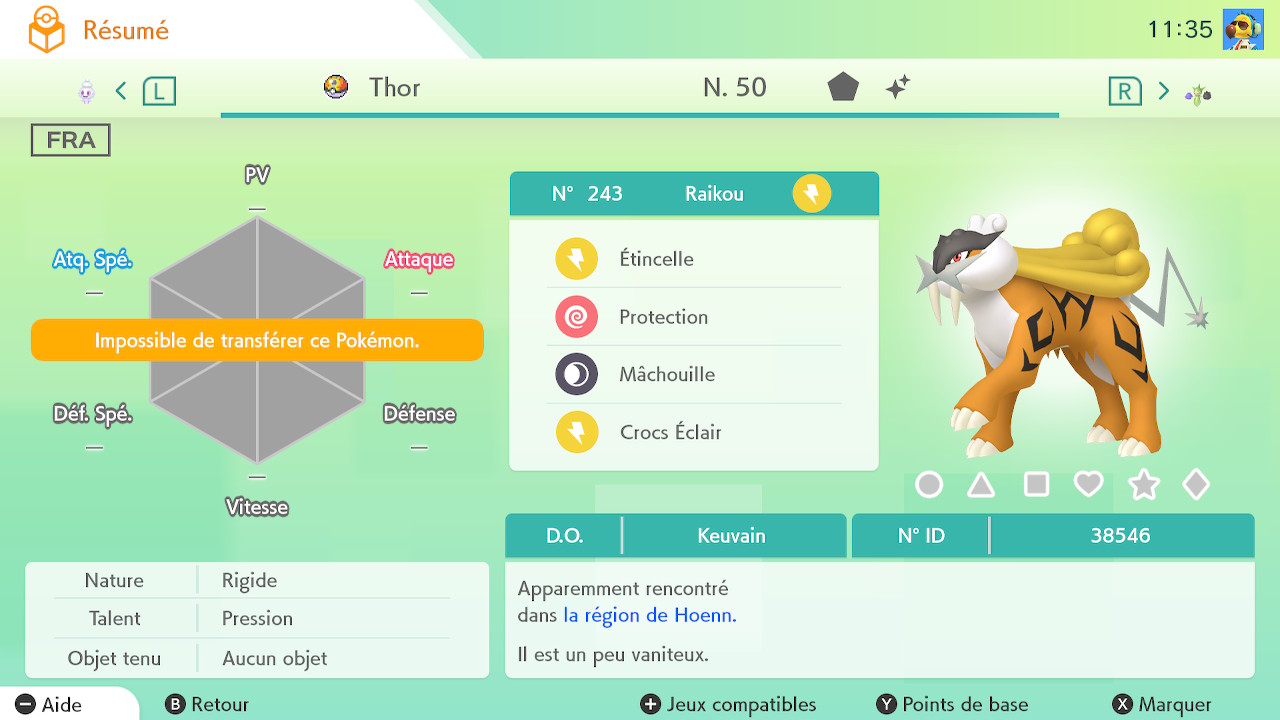 Résumé
11:35
L
Thor
N. 50
R
FRA
PV
—
Atq. Spé.
—
Attaque
—
Impossible de transférer ce Pokémon.
Déf. Spé.
—
Défense
—
—
Vitesse
N° 243 Raikou
Étincelle
Protection
Mâchouille
Crocs Éclair
D.O. Keuvain
N° ID 38546
Apparemment rencontré
dans la région de Hoenn.
Il est un peu vaniteux.
Nature Rigide
Talent Pression
Objet tenu Aucun objet
Aide
B Retour
Jeux compatibles
Y Points de base
X Marquer